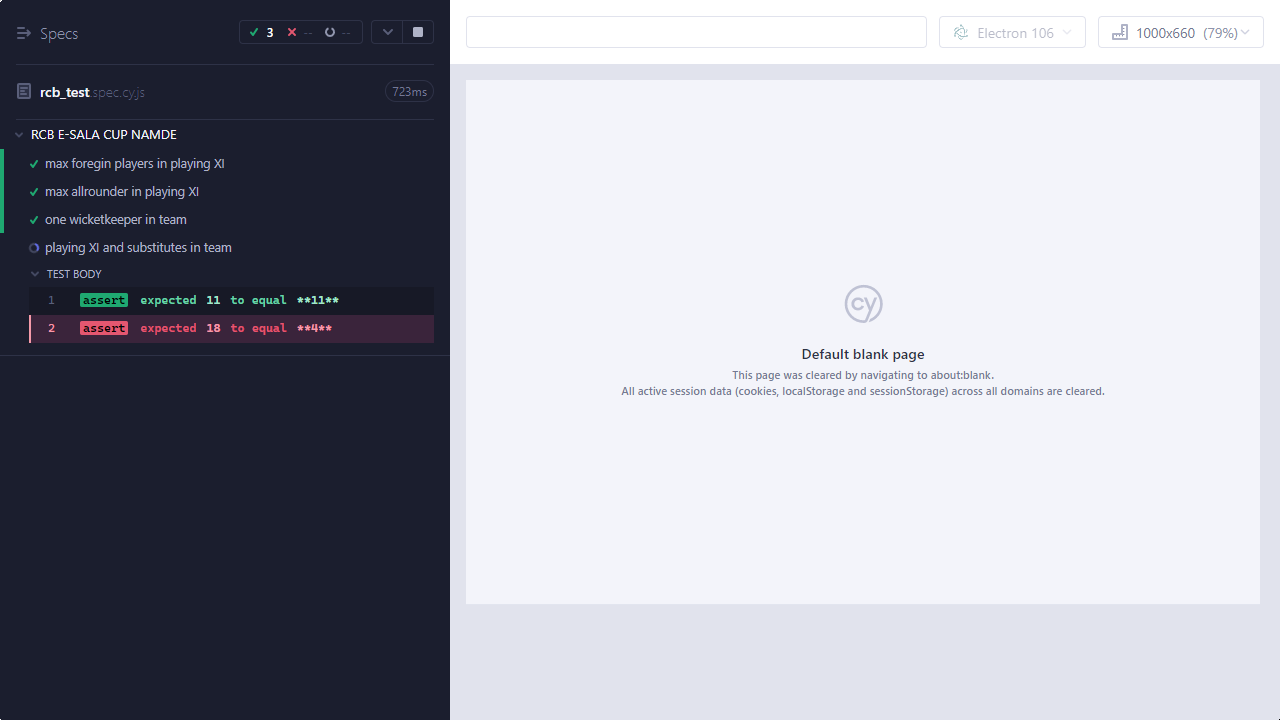 Specs
3 -- --
rcb_test.spec.cy.js
723ms
RCB E-SALA CUP NAMDE
max foregin players in playing XI
max allrounder in playing XI
one wicketkeeper in team
playing XI and substitutes in team
TEST BODY
1 assert expected 11 to equal **11**
2 assert expected 18 to equal **4**
Electron 106
1000x660 (79%)
cy
Default blank page
This page was cleared by navigating to about:blank.
All active session data (cookies, localStorage and sessionStorage) across all domains are cleared.